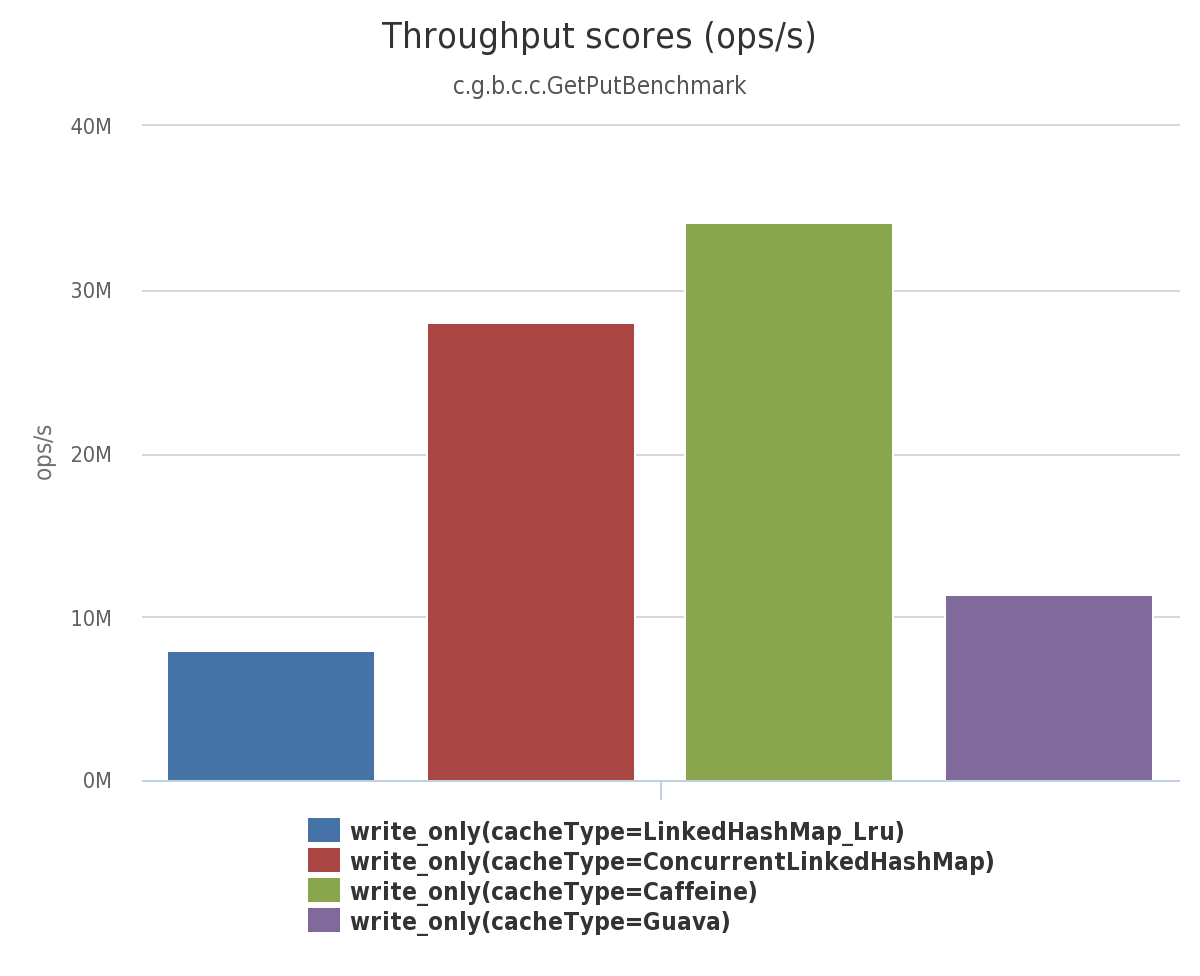 Throughput scores (ops/s)
c.g.b.c.c.GetPutBenchmark
40M
30M
20M
10M
0M
ops/s
write_only(cacheType=LinkedHashMap_Lru)
write_only(cacheType=ConcurrentLinkedHashMap)
write_only(cacheType=Caffeine)
write_only(cacheType=Guava)